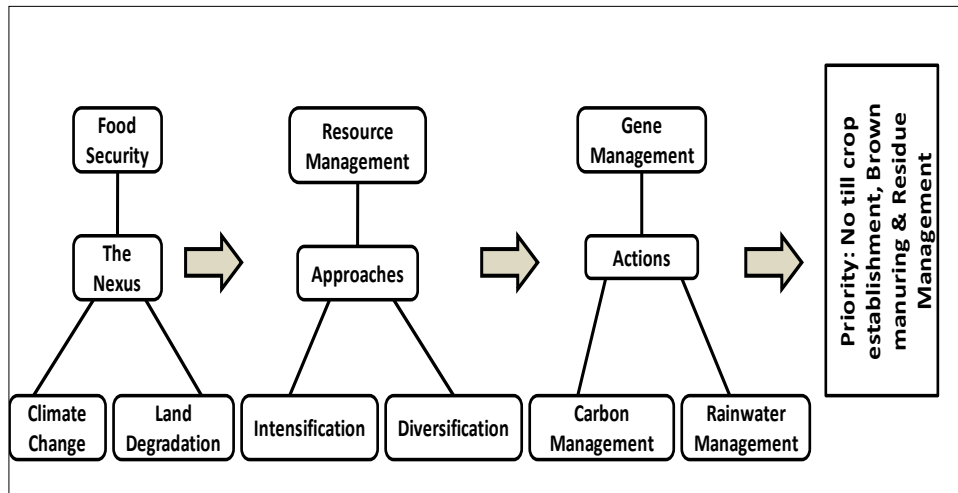 Food
Security
The
Nexus
Climate
Change
Land
Degradation
Resource
Management
Approaches
Intensification
Diversification
Gene
Management
Actions
Carbon
Management
Rainwater
Management
Priority: No till crop
establishment, Brown
manuring & Residue
Management